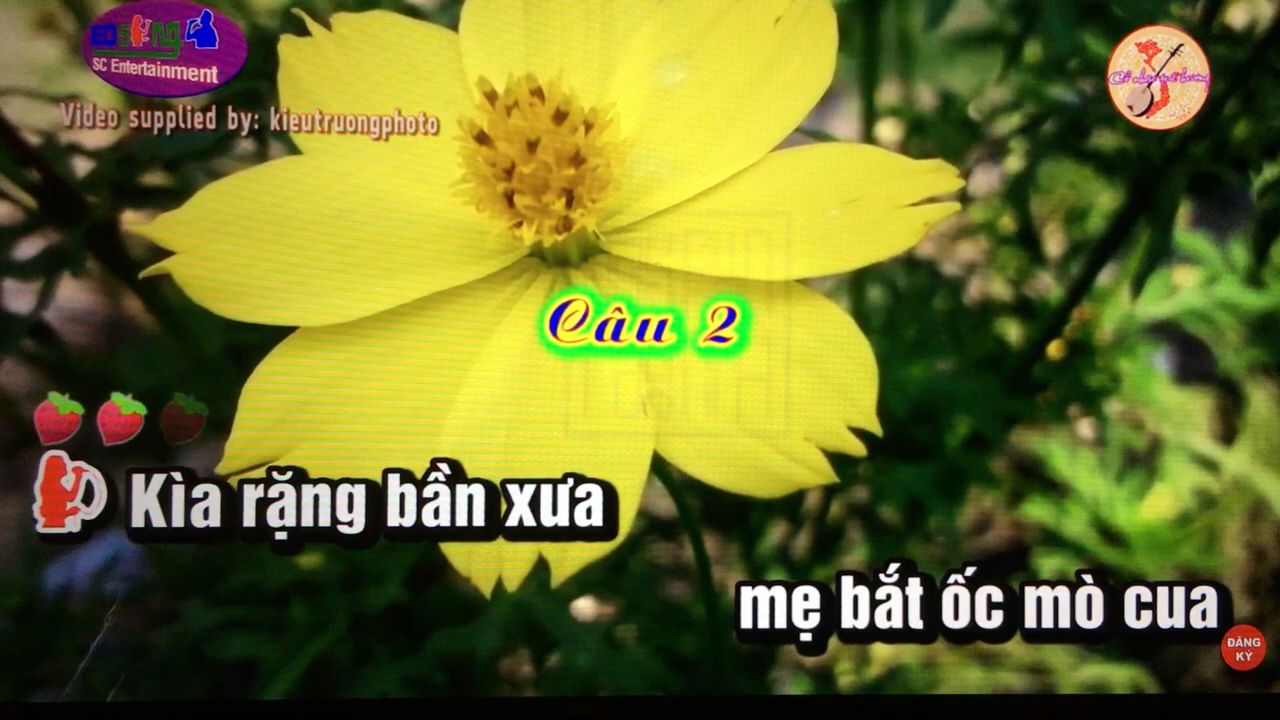 SC Entertainment
Video supplied by: kieutruongphoto
Câu 2
Kìa rặng bần xưa
mẹ bắt ốc mò cua
ĐĂNG
KÝ